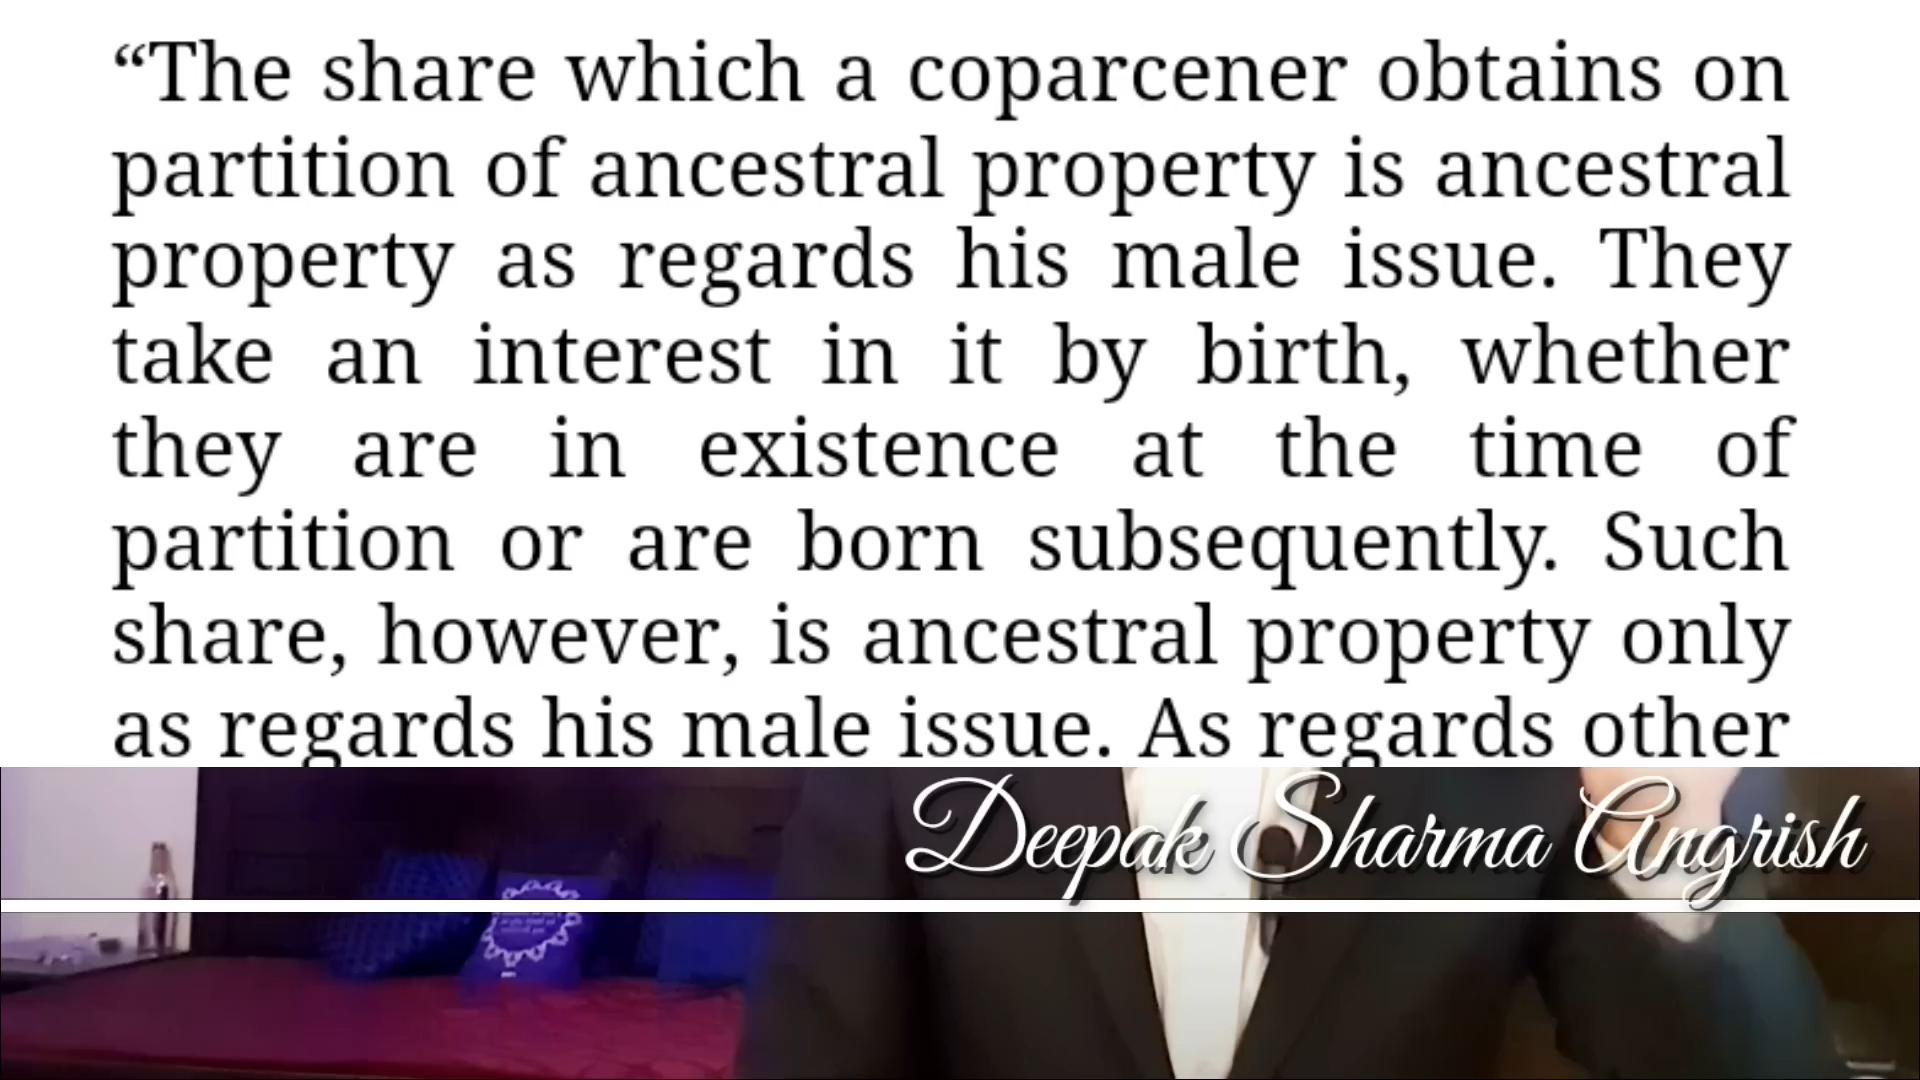 “The share which a coparcener obtains on
partition of ancestral property is ancestral
property as regards his male issue. They
take an interest in it by birth, whether
they are in existence at the time of
partition or are born subsequently. Such
share, however, is ancestral property only
as regards his male issue. As regards other
Deepak Sharma Angrish